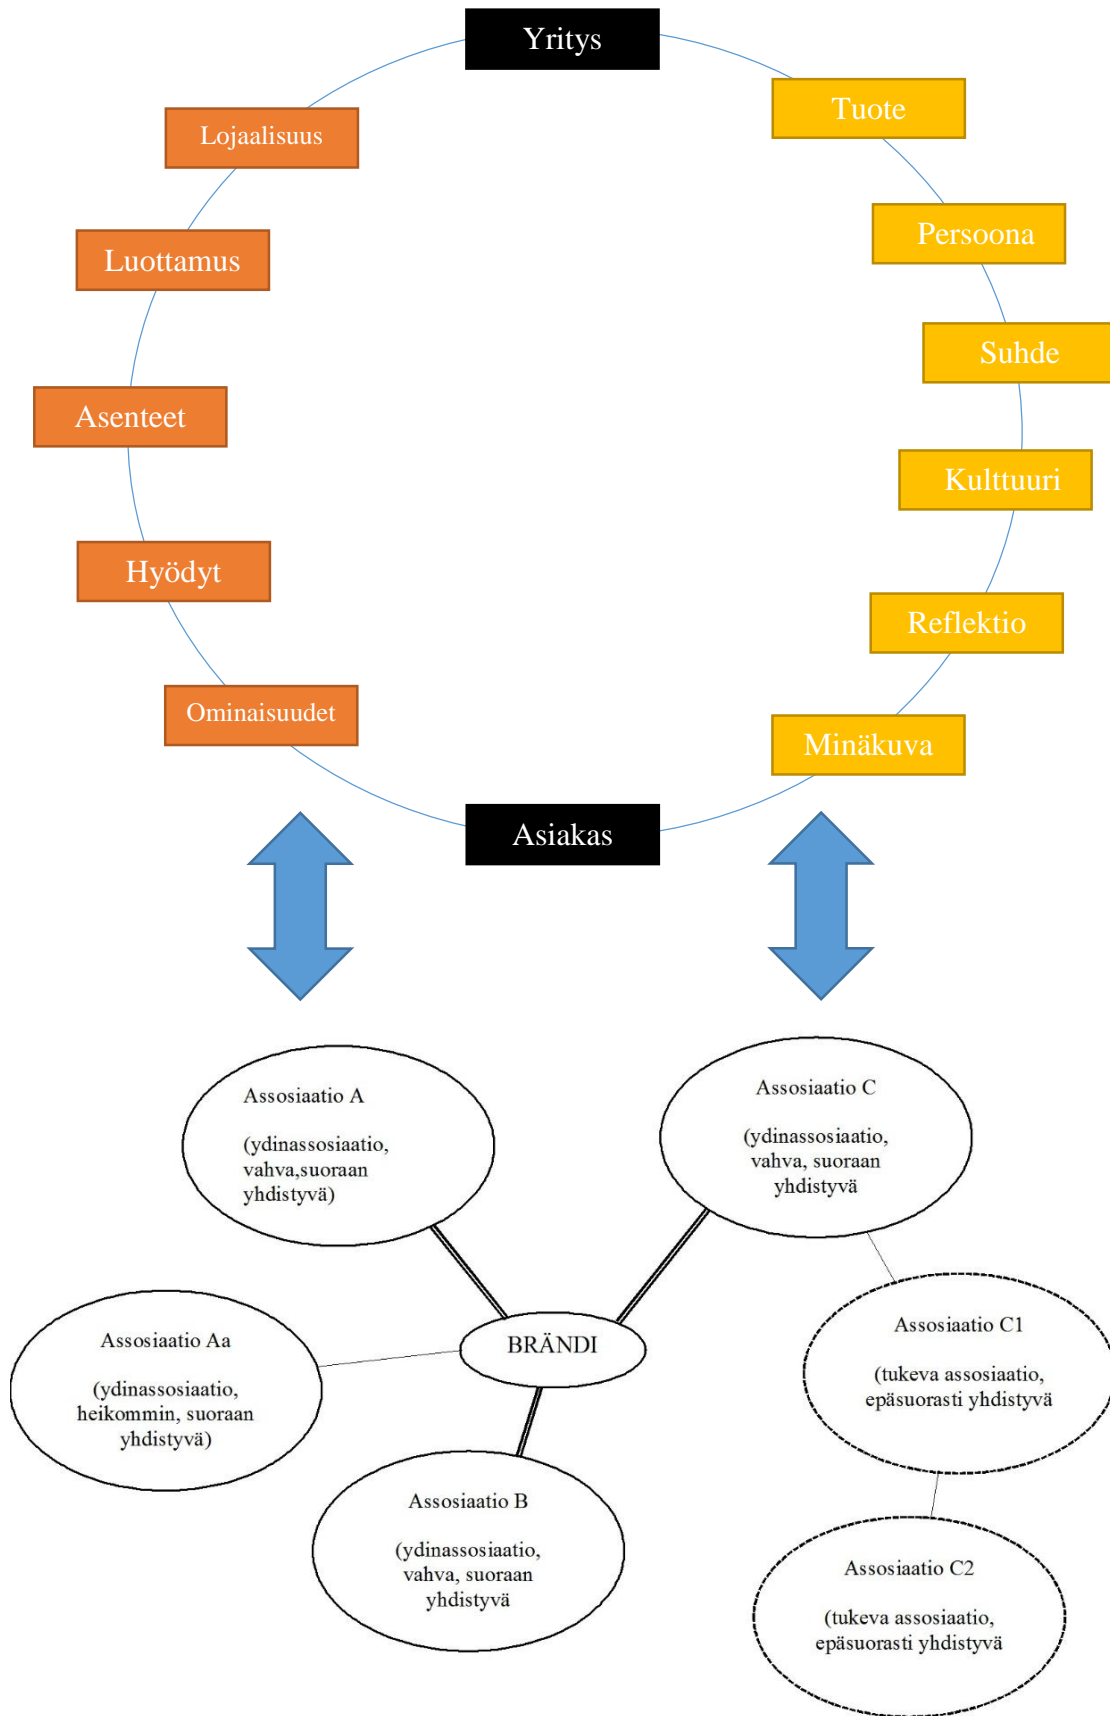 Yritys
Lojaalisuus
Tuote
Luottamus
Persoona
Suhde
Asenteet
Kulttuuri
Hyödyt
Reflektio
Ominaisuudet
Minäkuva
Asiakas
Assosiaatio A
(ydinassosiaatio,
vahva,suoraan
yhdistyvä)
Assosiaatio C
(ydinassosiaatio,
vahva, suoraan
yhdistyvä
Assosiaatio Aa
(ydinassosiaatio,
heikommin, suoraan
yhdistyvä)
BRÄNDI
Assosiaatio C1
(tukeva assosiaatio,
epäsuorasti yhdistyvä
Assosiaatio B
(ydinassosiaatio,
vahva, suoraan
yhdistyvä
Assosiaatio C2
(tukeva assosiaatio,
epäsuorasti yhdistyvä